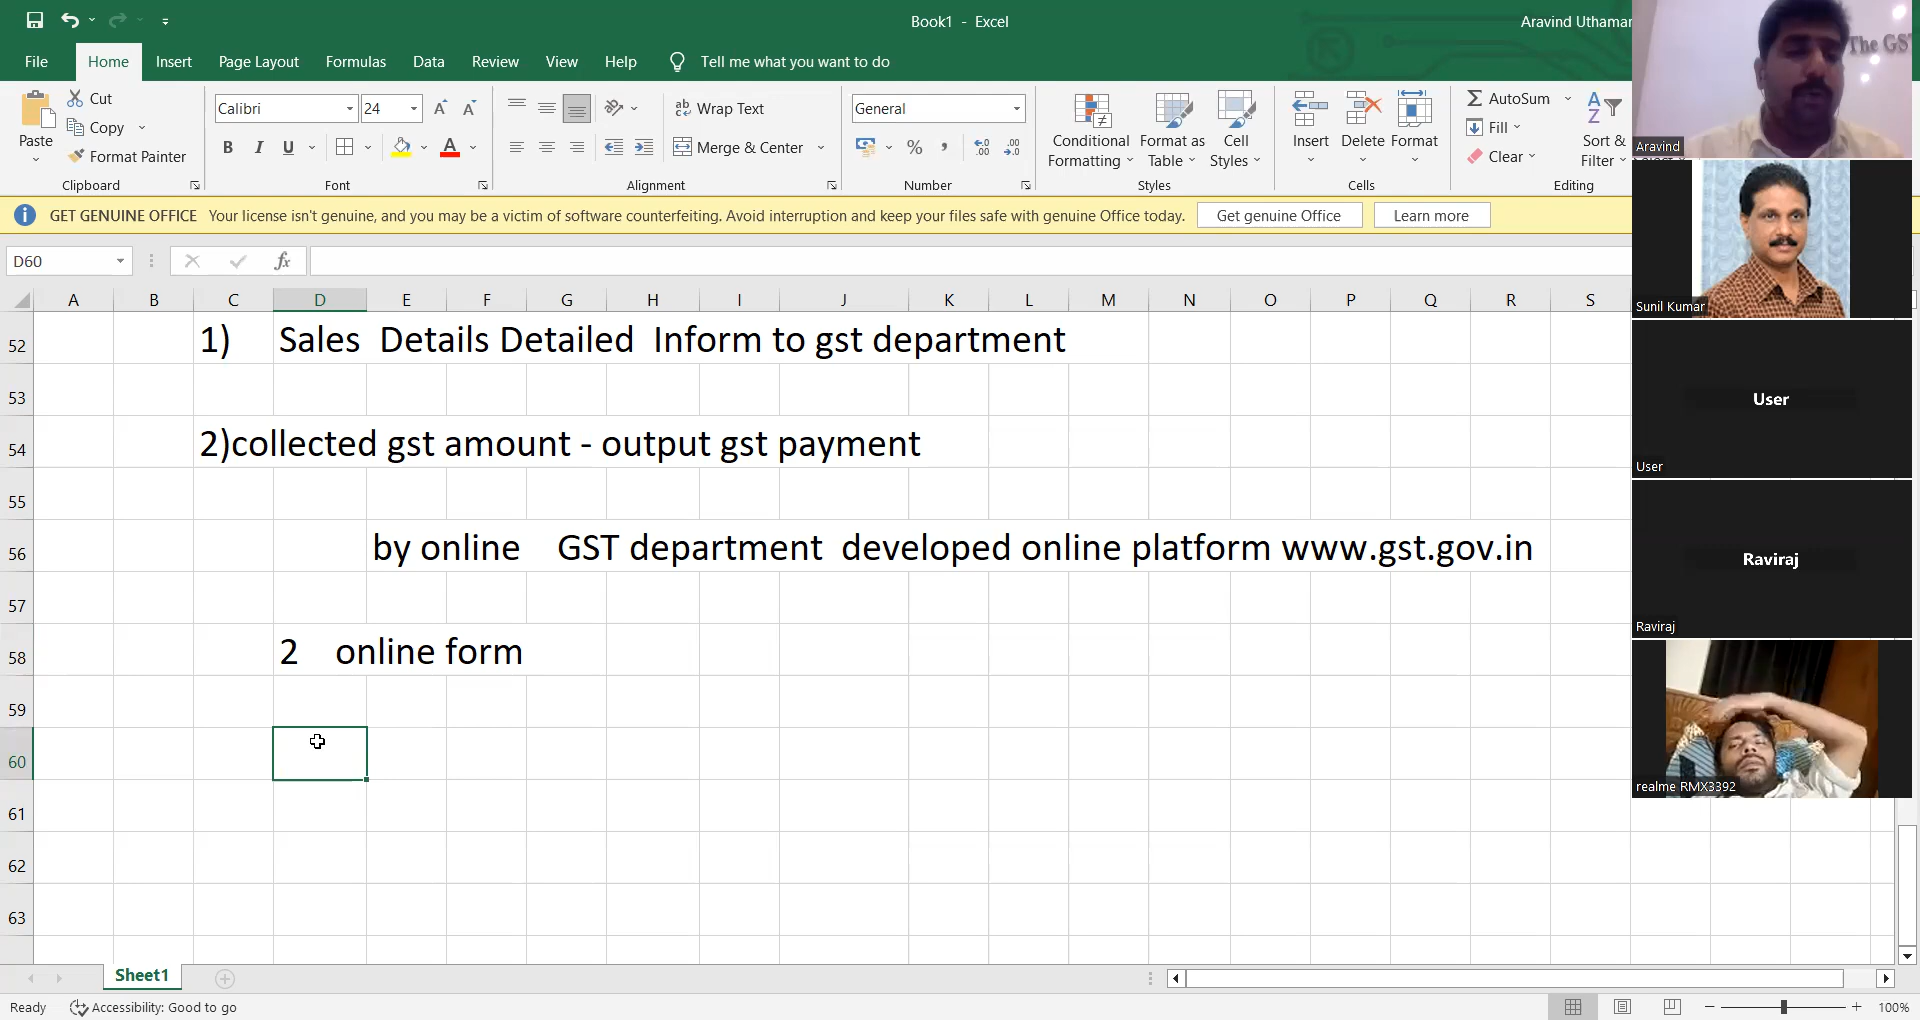 Book1 - Excel
Aravind Uthaman
File Home Insert Page Layout Formulas Data Review View Help Tell me what you want to do
Paste
Cut
Copy
Format Painter
Clipboard
Calibri 24
B I U
Font
Wrap Text
Merge & Center
Alignment
General
Number
Conditional Formatting
Format as Table
Cell Styles
Styles
Insert Delete Format
Cells
AutoSum
Fill
Clear
Sort & Filter
Editing
GET GENUINE OFFICE Your license isn't genuine, and you may be a victim of software counterfeiting. Avoid interruption and keep your files safe with genuine Office today. Get genuine Office Learn more
D60 fx
A B C D E F G H I J K L M N O P Q R S
52 1) Sales Details Detailed Inform to gst department
53
54 2)collected gst amount - output gst payment
55
56 by online GST department developed online platform www.gst.gov.in
57
58 2 online form
59
60
61
62
63
Sheet1
Ready Accessibility: Good to go 100%
The GS
Aravind
Sunil Kumar
User
User
Raviraj
Raviraj
realme RMX3392